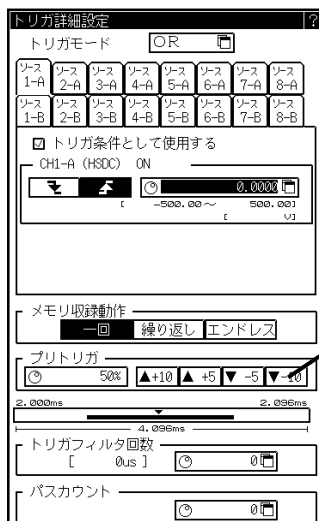 トリガ詳細設定 ?
トリガモード OR
ソース 1-A ソース 2-A ソース 3-A ソース 4-A ソース 5-A ソース 6-A ソース 7-A ソース 8-A
ソース 1-B ソース 2-B ソース 3-B ソース 4-B ソース 5-B ソース 6-B ソース 7-B ソース 8-B
☑ トリガ条件として使用する
CH1-A (HSDC) ON
0.0000
[ -500.00～ 500.00]
[ V]
メモリ収録動作
一回 繰り返し エンドレス
プリトリガ
50% ▲+10 ▲ +5 ▼ -5 ▼-10
2.000ms 2.096ms
4.096ms
トリガフィルタ回数
[ 0us ] 0
パスカウント
0